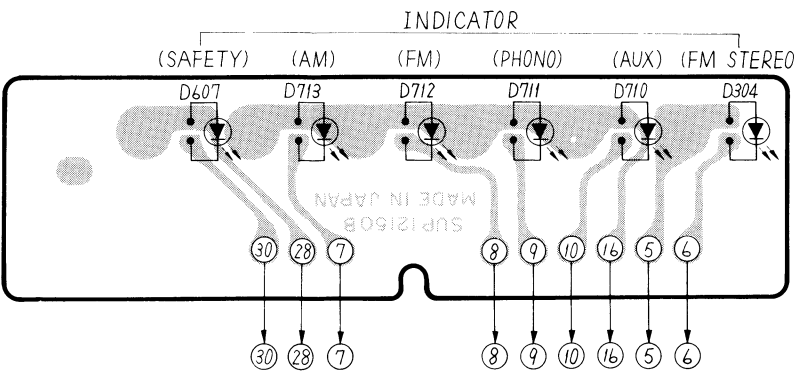 INDICATOR
(SAFETY) (AM) (FM) (PHONO) (AUX) (FM STEREO
D607 D713 D712 D711 D710 D304
MADE IN JAPAN
SUP12150B
30 28 7 8 9 10 16 5 6
30 28 7 8 9 10 16 5 6